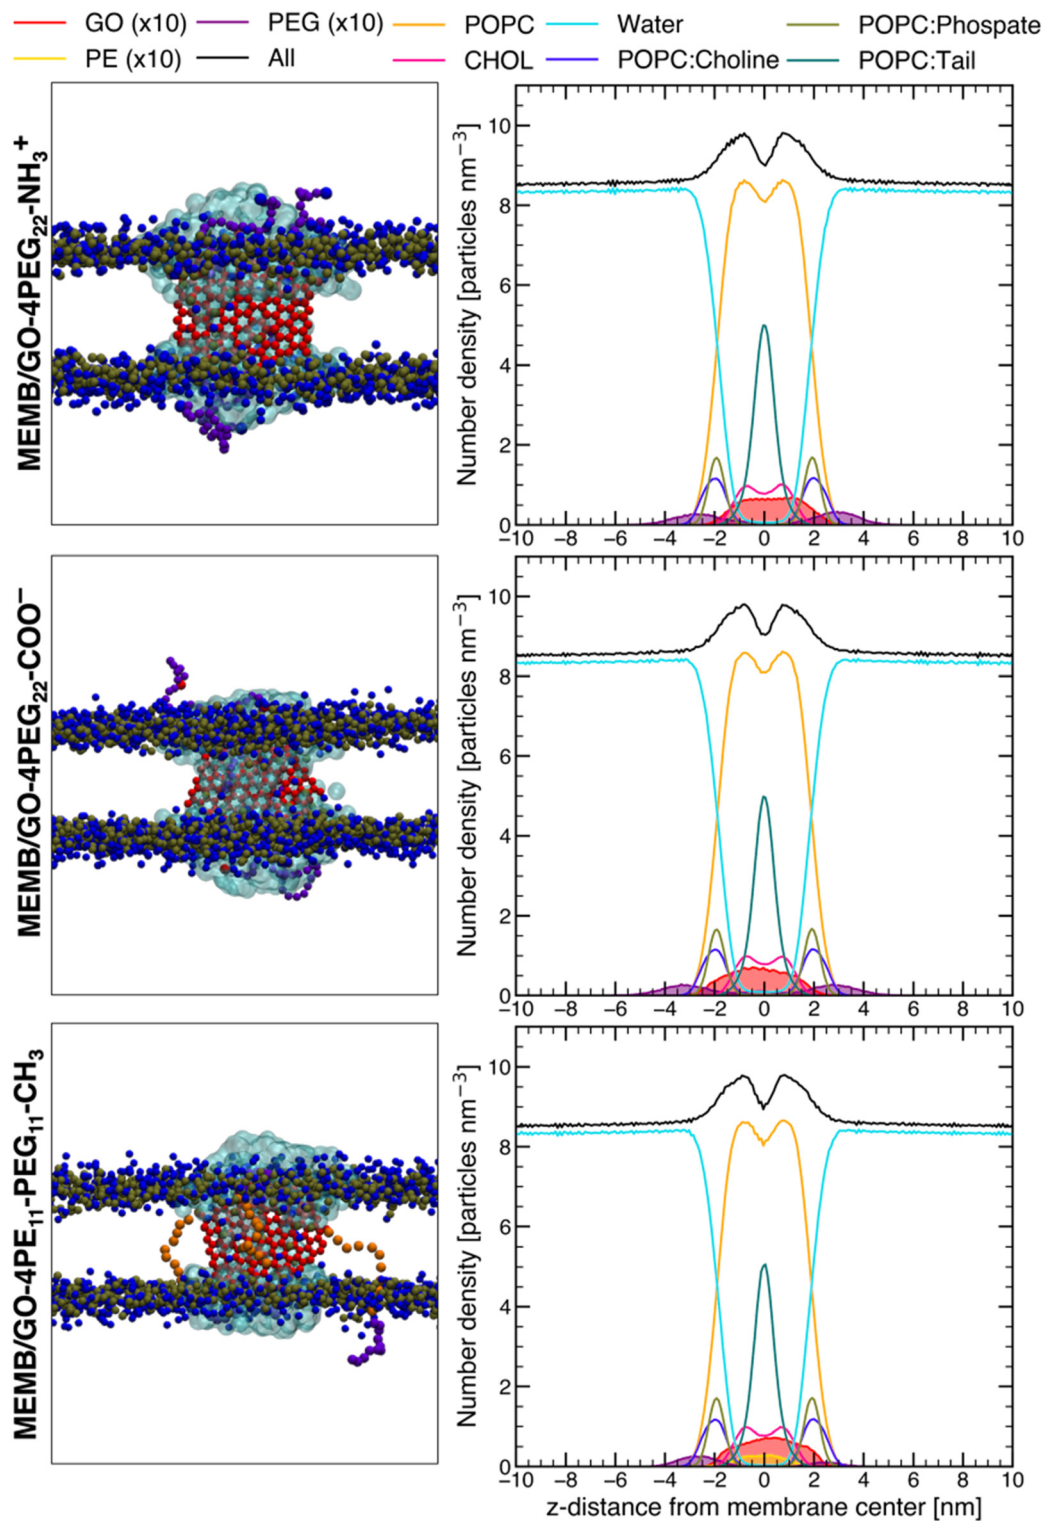 GO (x10) PEG (x10) POPC Water POPC:Phospate
PE (x10) All CHOL POPC:Choline POPC:Tail
MEMB/GO-4PEG₂₂-NH₃⁺
Number density [particles nm⁻³]
10
8
6
4
2
0
−10 −8 −6 −4 −2 0 2 4 6 8 10
MEMB/GO-4PEG₂₂-COO⁻
Number density [particles nm⁻³]
10
8
6
4
2
0
−10 −8 −6 −4 −2 0 2 4 6 8 10
MEMB/GO-4PE₁₁-PEG₁₁-CH₃
Number density [particles nm⁻³]
10
8
6
4
2
0
−10 −8 −6 −4 −2 0 2 4 6 8 10
z-distance from membrane center [nm]